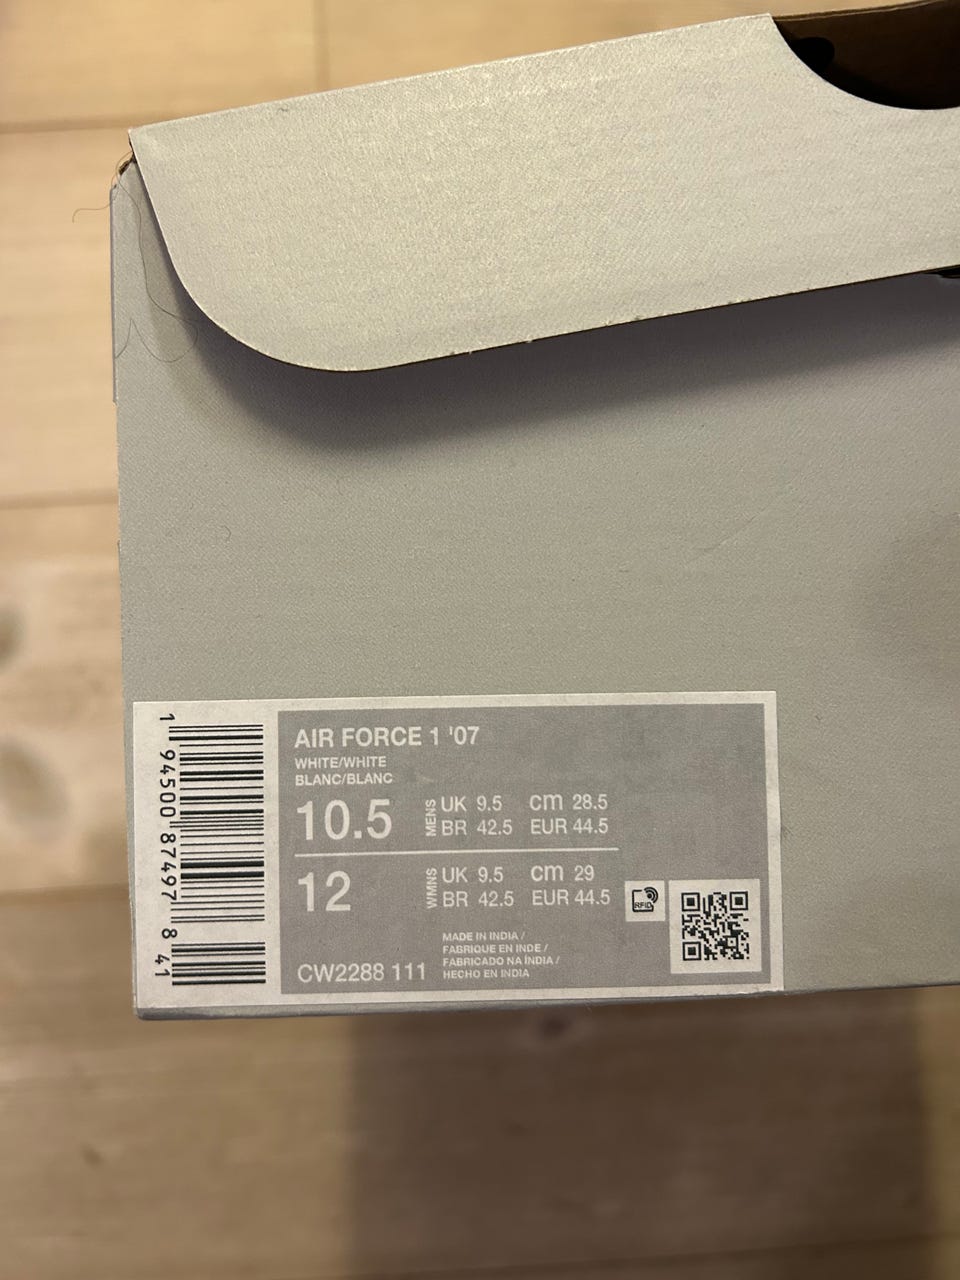 AIR FORCE 1 '07
WHITE/WHITE
BLANC/BLANC
10.5 MENS UK 9.5 cm 28.5
BR 42.5 EUR 44.5
12 WMNS UK 9.5 cm 29
BR 42.5 EUR 44.5
RFID
MADE IN INDIA /
FABRIQUE EN INDE /
FABRICADO NA ÍNDIA /
HECHO EN INDIA
CW2288 111
1 94500 87497 8 41